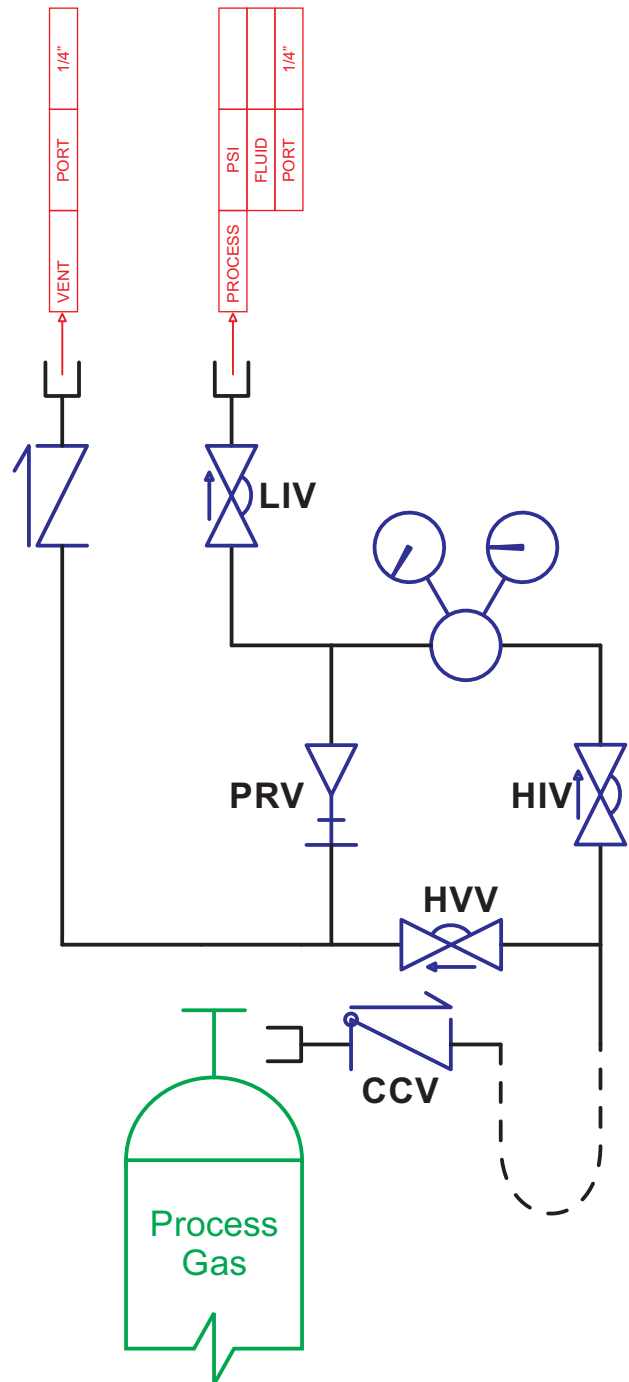 VENT PORT 1/4"
PROCESS PSI
FLUID
PORT 1/4"
LIV
PRV
HIV
HVV
CCV
Process
Gas